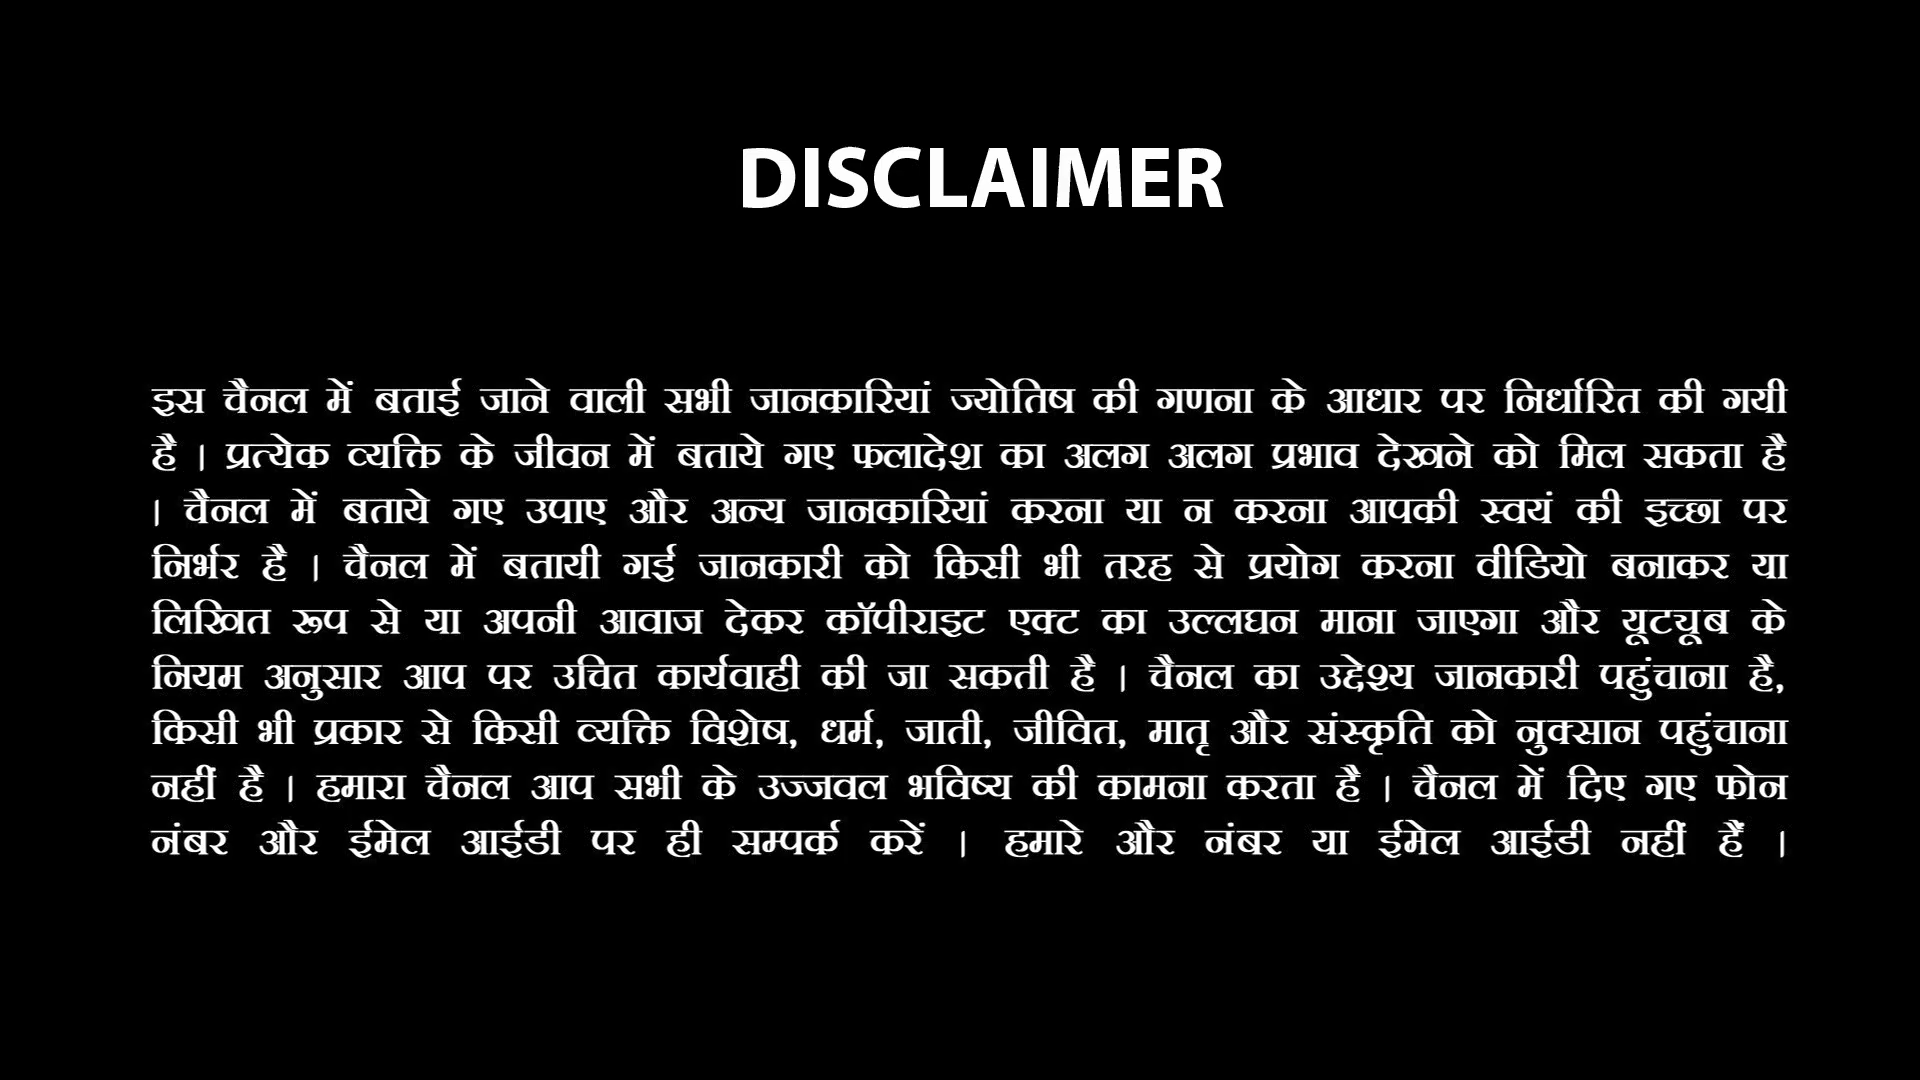 DISCLAIMER
इस चैनल में बताई जाने वाली सभी जानकारियां ज्योतिष की गणना के आधार पर निर्धारित की गयी
है । प्रत्येक व्यक्ति के जीवन में बताये गए फलादेश का अलग अलग प्रभाव देखने को मिल सकता है
। चैनल में बताये गए उपाए और अन्य जानकारियां करना या न करना आपकी स्वयं की इच्छा पर
निर्भर है । चैनल में बतायी गई जानकारी को किसी भी तरह से प्रयोग करना वीडियो बनाकर या
लिखित रूप से या अपनी आवाज देकर कॉपीराइट एक्ट का उल्लघन माना जाएगा और यूट्यूब के
नियम अनुसार आप पर उचित कार्यवाही की जा सकती है । चैनल का उद्देश्य जानकारी पहुंचाना है,
किसी भी प्रकार से किसी व्यक्ति विशेष, धर्म, जाती, जीवित, मातृ और संस्कृति को नुक्सान पहुंचाना
नहीं है । हमारा चैनल आप सभी के उज्जवल भविष्य की कामना करता है । चैनल में दिए गए फोन
नंबर और ईमेल आईडी पर ही सम्पर्क करें । हमारे और नंबर या ईमेल आईडी नहीं हैं ।